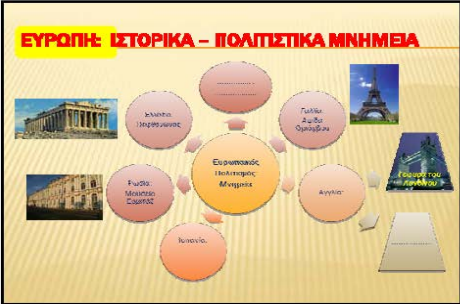 ΕΥΡΩΠΗ: ΙΣΤΟΡΙΚΑ – ΠΟΛΙΤΙΣΤΙΚΑ ΜΝΗΜΕΙΑ
....................
....................
Ελλάδα:
Παρθενώνας
Γαλλία:
Αψίδα
Θριάμβου
Ευρωπαϊκός
Πολιτισμός
Μνημεία
Ρωσία:
Μουσείο
Ερμιτάζ
Αγγλία:
Γέφυρα του
Λονδίνου
Ισπανία: